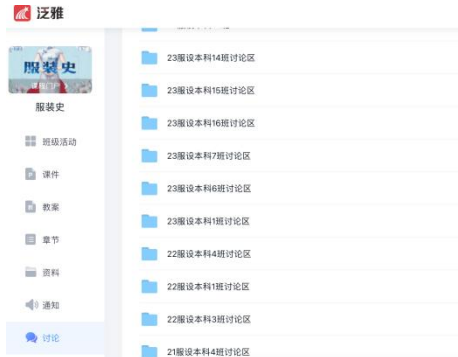 泛雅
服装史
课程门户
服装史
班级活动
课件
教案
章节
资料
通知
讨论
23服设本科14班讨论区
23服设本科15班讨论区
23服设本科16班讨论区
23服设本科7班讨论区
23服设本科6班讨论区
23服设本科1班讨论区
22服设本科4班讨论区
22服设本科1班讨论区
22服设本科3班讨论区
21服设本科4班讨论区